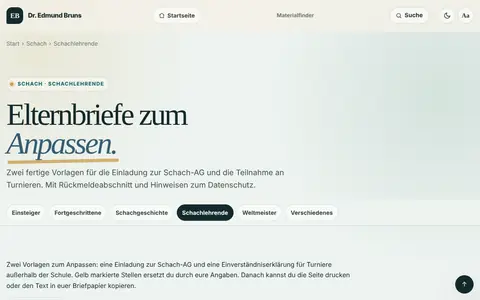 EB
Dr. Edmund Bruns
Startseite
Materialfinder
Suche
Aa
Start › Schach › Schachlehrende
SCHACH · SCHACHLEHRENDE
Elternbriefe zum
Anpassen.
Zwei fertige Vorlagen für die Einladung zur Schach-AG und die Teilnahme an
Turnieren. Mit Rückmeldeabschnitt und Hinweisen zum Datenschutz.
Einsteiger
Fortgeschrittene
Schachgeschichte
Schachlehrende
Weltmeister
Verschiedenes
Zwei Vorlagen zum Anpassen: eine Einladung zur Schach-AG und eine Einverständniserklärung für Turniere
außerhalb der Schule. Gelb markierte Stellen ersetzt du durch eure Angaben. Danach kannst du die Seite drucken
oder den Text in euer Briefpapier kopieren.